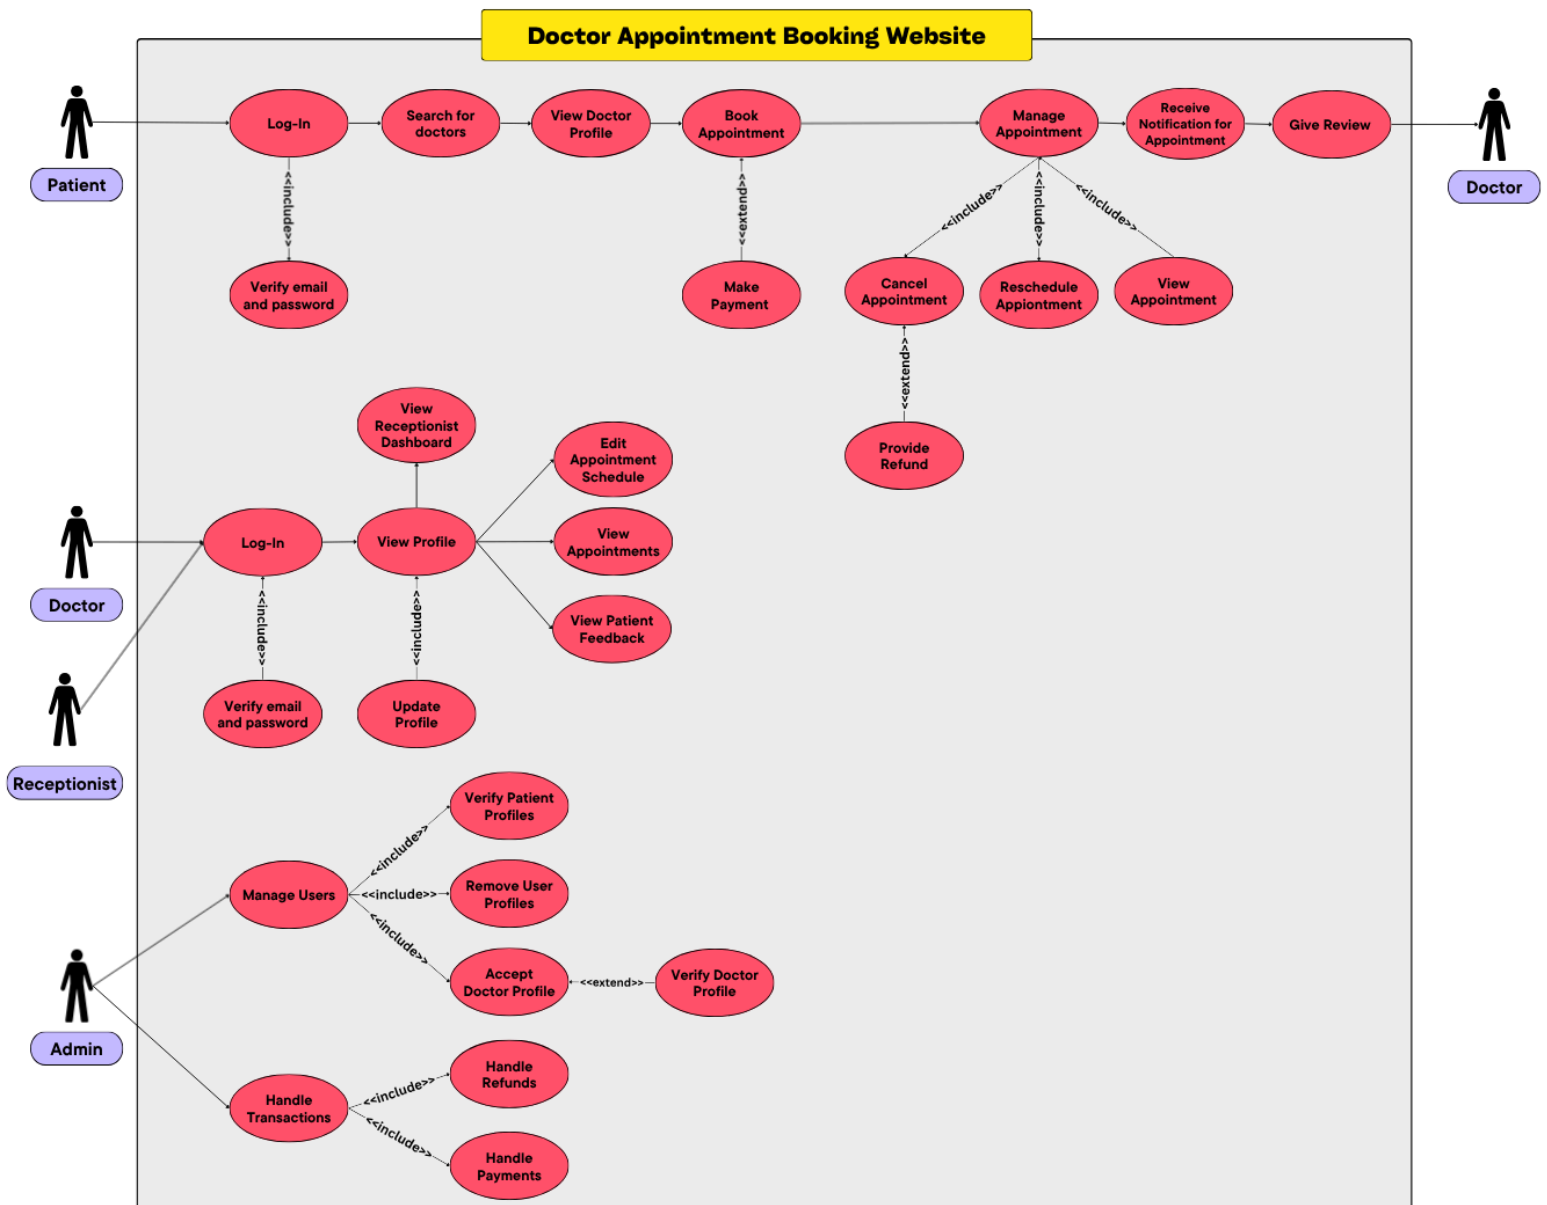 Doctor Appointment Booking Website
Log-In
Search for
doctors
View Doctor
Profile
Book
Appointment
Manage
Appointment
Receive
Notification for
Appointment
Give Review
Patient
Doctor
<<include>>
<<extend>>
<<include>>
<<include>>
<<include>>
Verify email
and password
Make
Payment
Cancel
Appointment
Reschedule
Appiontment
View
Appointment
<<extend>>
Provide
Refund
View
Receptionist
Dashboard
Edit
Appointment
Schedule
Log-In
View Profile
View
Appointments
Doctor
<<include>>
<<include>>
View Patient
Feedback
Verify email
and password
Update
Profile
Receptionist
Verify Patient
Profiles
<<include>>
Manage Users
<<include>>
Remove User
Profiles
<<include>>
Accept
Doctor Profile
<<extend>>
Verify Doctor
Profile
Admin
Handle
Refunds
<<include>>
Handle
Transactions
<<include>>
Handle
Payments